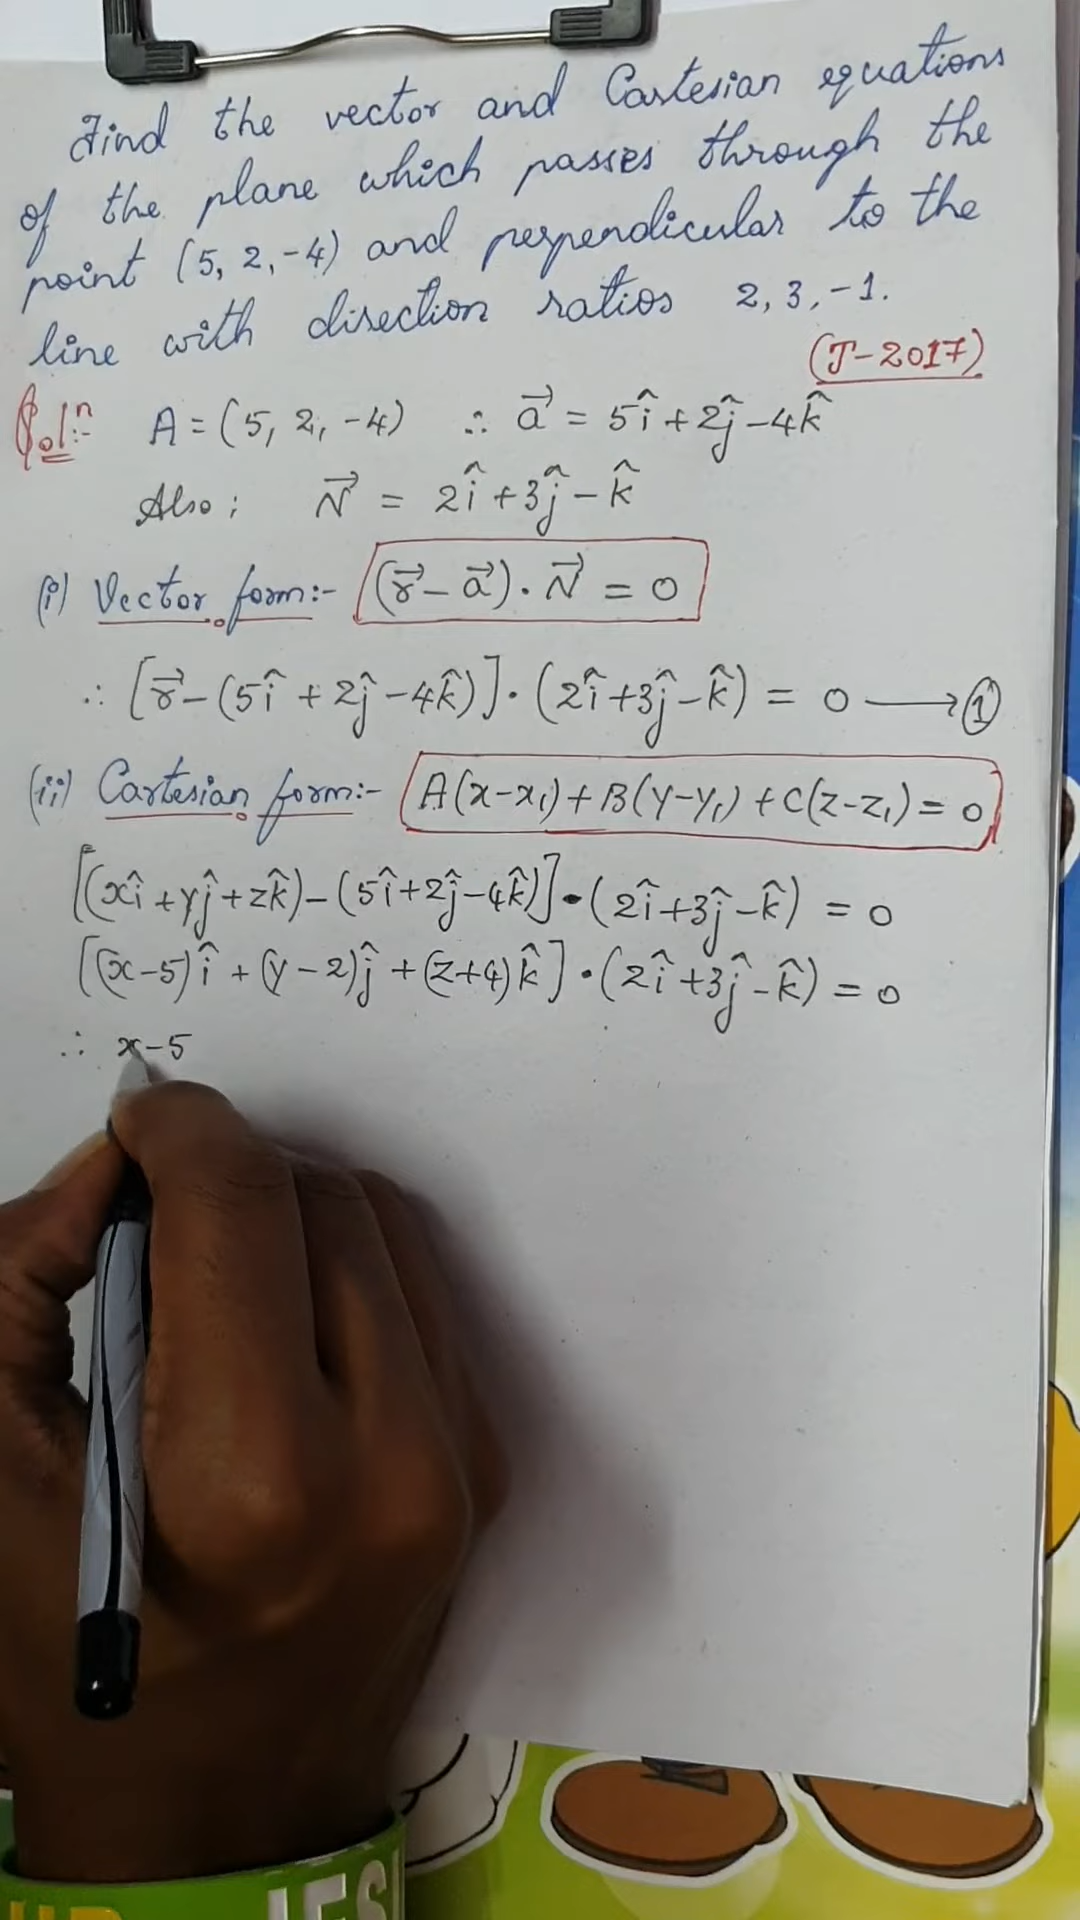 Find the vector and Cartesian equations
of the plane which passes through the
point (5, 2, -4) and perpendicular to the
line with direction ratios 2, 3, -1.
(J-2017)
Solⁿ:- A = (5, 2, -4) ∴ a⃗ = 5î + 2ĵ - 4k̂
Also; N⃗ = 2î + 3ĵ - k̂
(i) Vector form:- (r⃗ - a⃗) · N⃗ = 0
∴ [r⃗ - (5î + 2ĵ - 4k̂)] · (2î + 3ĵ - k̂) = 0 ⟶ ①
(ii) Cartesian form:- A(x-x₁) + B(y-y₁) + C(z-z₁) = 0
[(xî + yĵ + zk̂) - (5î + 2ĵ - 4k̂)] · (2î + 3ĵ - k̂) = 0
[(x-5)î + (y-2)ĵ + (z+4)k̂] · (2î + 3ĵ - k̂) = 0
∴ x-5